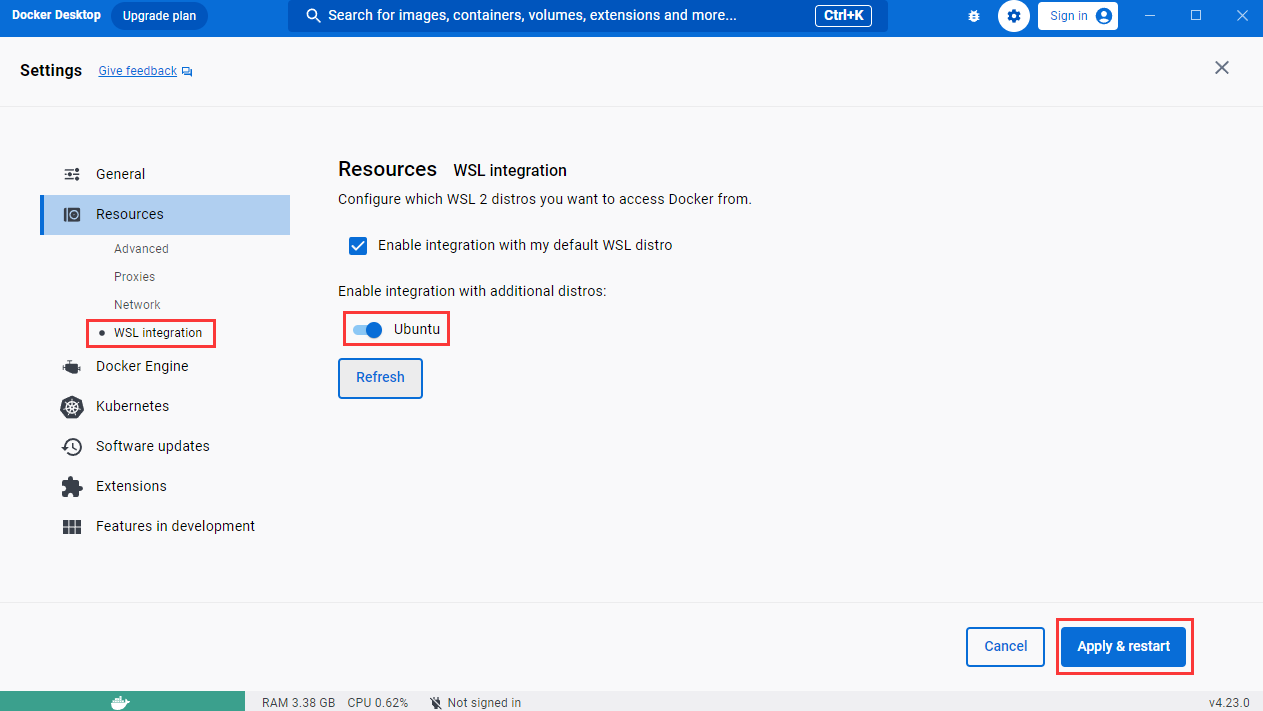 Docker Desktop Upgrade plan Search for images, containers, volumes, extensions and more... Ctrl+K Sign in
Settings Give feedback
General
Resources
Advanced
Proxies
Network
WSL integration
Docker Engine
Kubernetes
Software updates
Extensions
Features in development
Resources WSL integration
Configure which WSL 2 distros you want to access Docker from.
Enable integration with my default WSL distro
Enable integration with additional distros:
Ubuntu
Refresh
Cancel Apply & restart
RAM 3.38 GB CPU 0.62% Not signed in v4.23.0